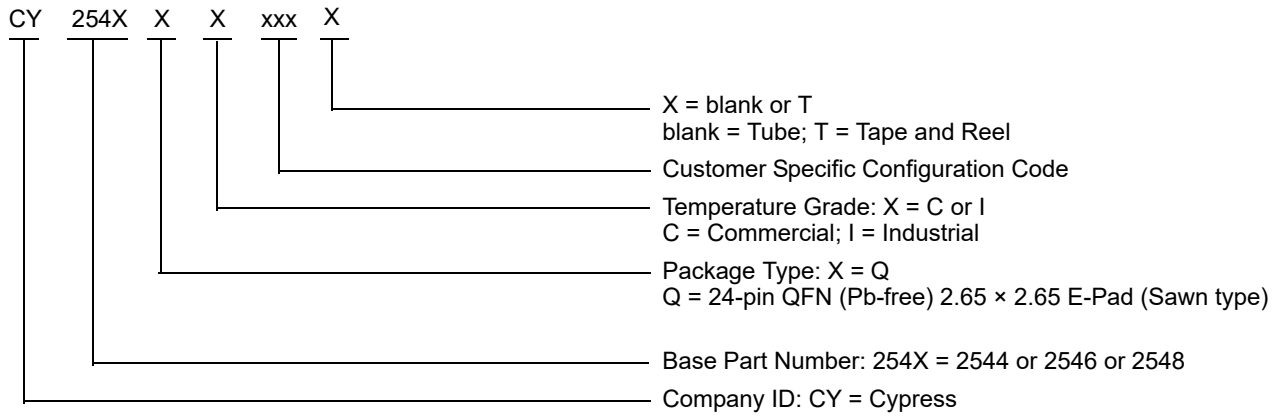 CY 254X X X xxx X
X = blank or T
blank = Tube; T = Tape and Reel
Customer Specific Configuration Code
Temperature Grade: X = C or I
C = Commercial; I = Industrial
Package Type: X = Q
Q = 24-pin QFN (Pb-free) 2.65 × 2.65 E-Pad (Sawn type)
Base Part Number: 254X = 2544 or 2546 or 2548
Company ID: CY = Cypress